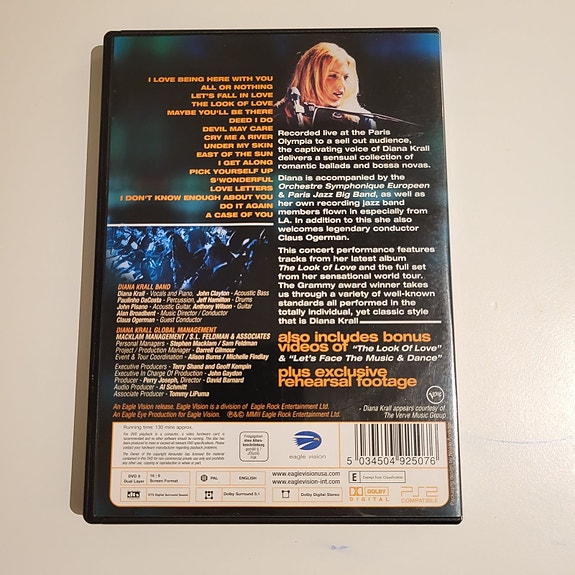 I LOVE BEING HERE WITH YOU
ALL OR NOTHING
LET'S FALL IN LOVE
THE LOOK OF LOVE
MAYBE YOU'LL BE THERE
DEED I DO
DEVIL MAY CARE
CRY ME A RIVER
UNDER MY SKIN
EAST OF THE SUN
I GET ALONG
PICK YOURSELF UP
S'WONDERFUL
LOVE LETTERS
I DON'T KNOW ENOUGH ABOUT YOU
DO IT AGAIN
A CASE OF YOU
Recorded live at the Paris
Olympia to a sell out audience,
the captivating voice of Diana Krall
delivers a sensual collection of
romantic ballads and bossa novas.
Diana is accompanied by the
Orchestre Symphonique Europeen
& Paris Jazz Big Band, as well as
her own recording jazz band
members flown in especially from
LA. In addition to this she also
welcomes legendary conductor
Claus Ogerman.
This concert performance features
tracks from her latest album
The Look of Love and the full set
from her sensational world tour.
The Grammy award winner takes
us through a variety of well-known
standards all performed in the
totally individual, yet classic style
that is Diana Krall
also includes bonus
videos of "The Look Of Love"
& "Let's Face The Music & Dance"
plus exclusive
rehearsal footage
- Diana Krall appears courtesy of
The Verve Music Group
Verve
DIANA KRALL BAND
Diana Krall - Vocals and Piano, John Clayton - Acoustic Bass
Paulinho DaCosta - Percussion, Jeff Hamilton - Drums
John Pisano - Acoustic Guitar, Anthony Wilson - Guitar
Alan Broadbent - Music Director / Conductor
Claus Ogerman - Guest Conductor
DIANA KRALL GLOBAL MANAGEMENT
MACKLAM MANAGEMENT / S.L. FELDMAN & ASSOCIATES
Personal Managers - Stephen Macklam / Sam Feldman
Project / Production Manager - Darrell Gilmour
Event & Tour Coordination - Alison Burns / Michelle Findlay
Executive Producers - Terry Shand and Geoff Kempin
Executive In Charge Of Production - John Gaydon
Producer - Perry Joseph, Director - David Barnard
Audio Producer - Al Schmitt
Associate Producer - Tommy LiPuma
An Eagle Vision release. Eagle Vision is a division of Eagle Rock Entertainment Ltd.
An Eagle Eye Production for Eagle Vision. ℗&© MMII Eagle Rock Entertainment Ltd.
Running time: 130 mins approx.
eagle vision
www.eaglevisionusa.com
www.eaglevision-int.com
5 034504 925076
E Exempt from Classification
DVD 9
Dual Layer
16 : 9
Screen Format
PAL
ENGLISH
dts DTS Digital Surround Sound
Dolby Surround 5.1
Dolby Digital Stereo
DOLBY
DIGITAL
PS2
COMPATIBLE